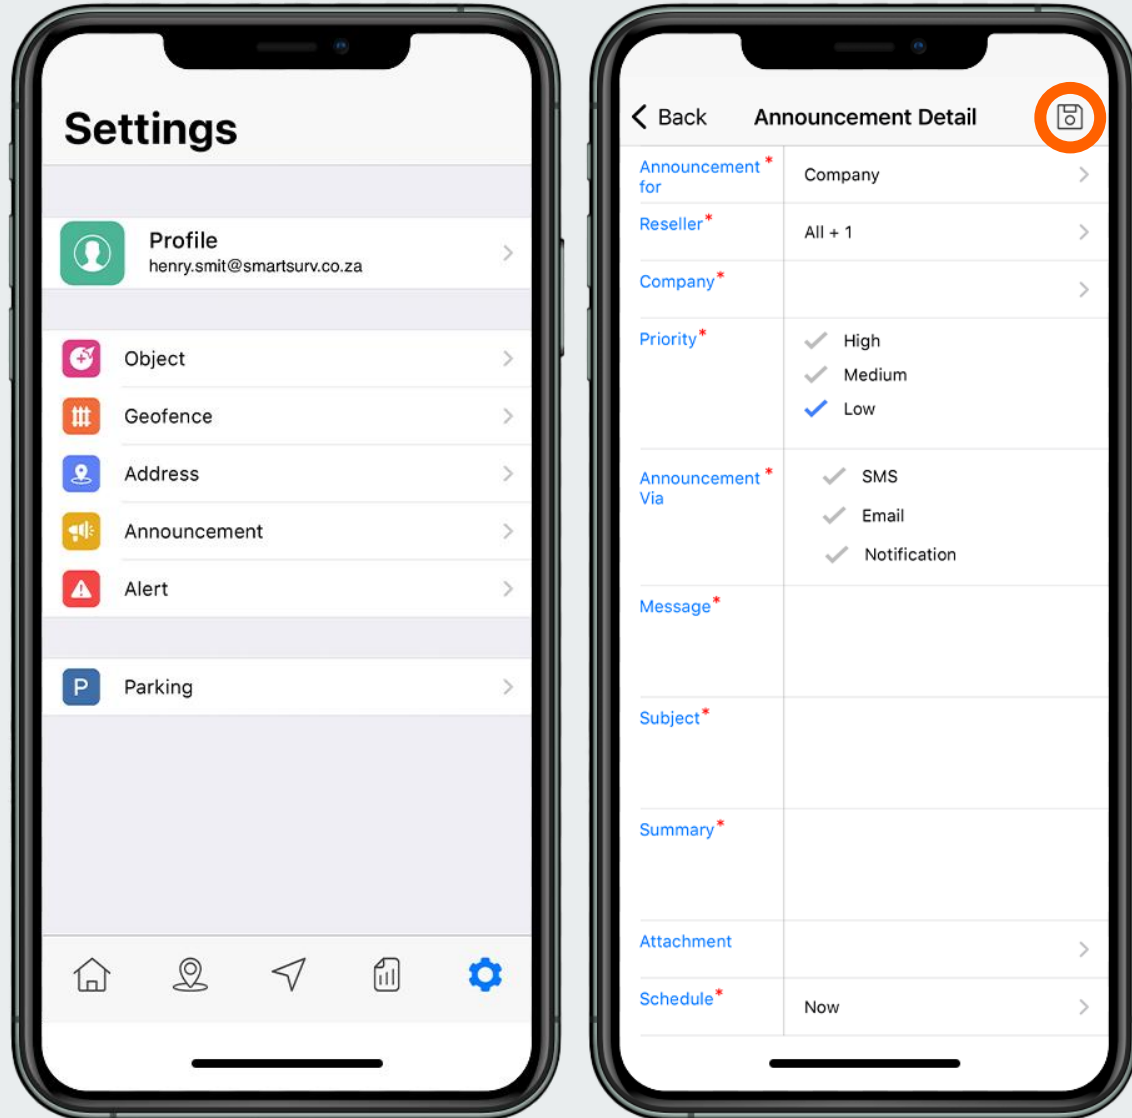 Settings
Profile
henry.smit@smartsurv.co.za
Object
Geofence
Address
Announcement
Alert
P
Parking
Back
Announcement Detail
Announcement *
for
Company
Reseller*
All + 1
Company*
Priority*
High
Medium
Low
Announcement *
Via
SMS
Email
Notification
Message*
Subject*
Summary*
Attachment
Schedule*
Now